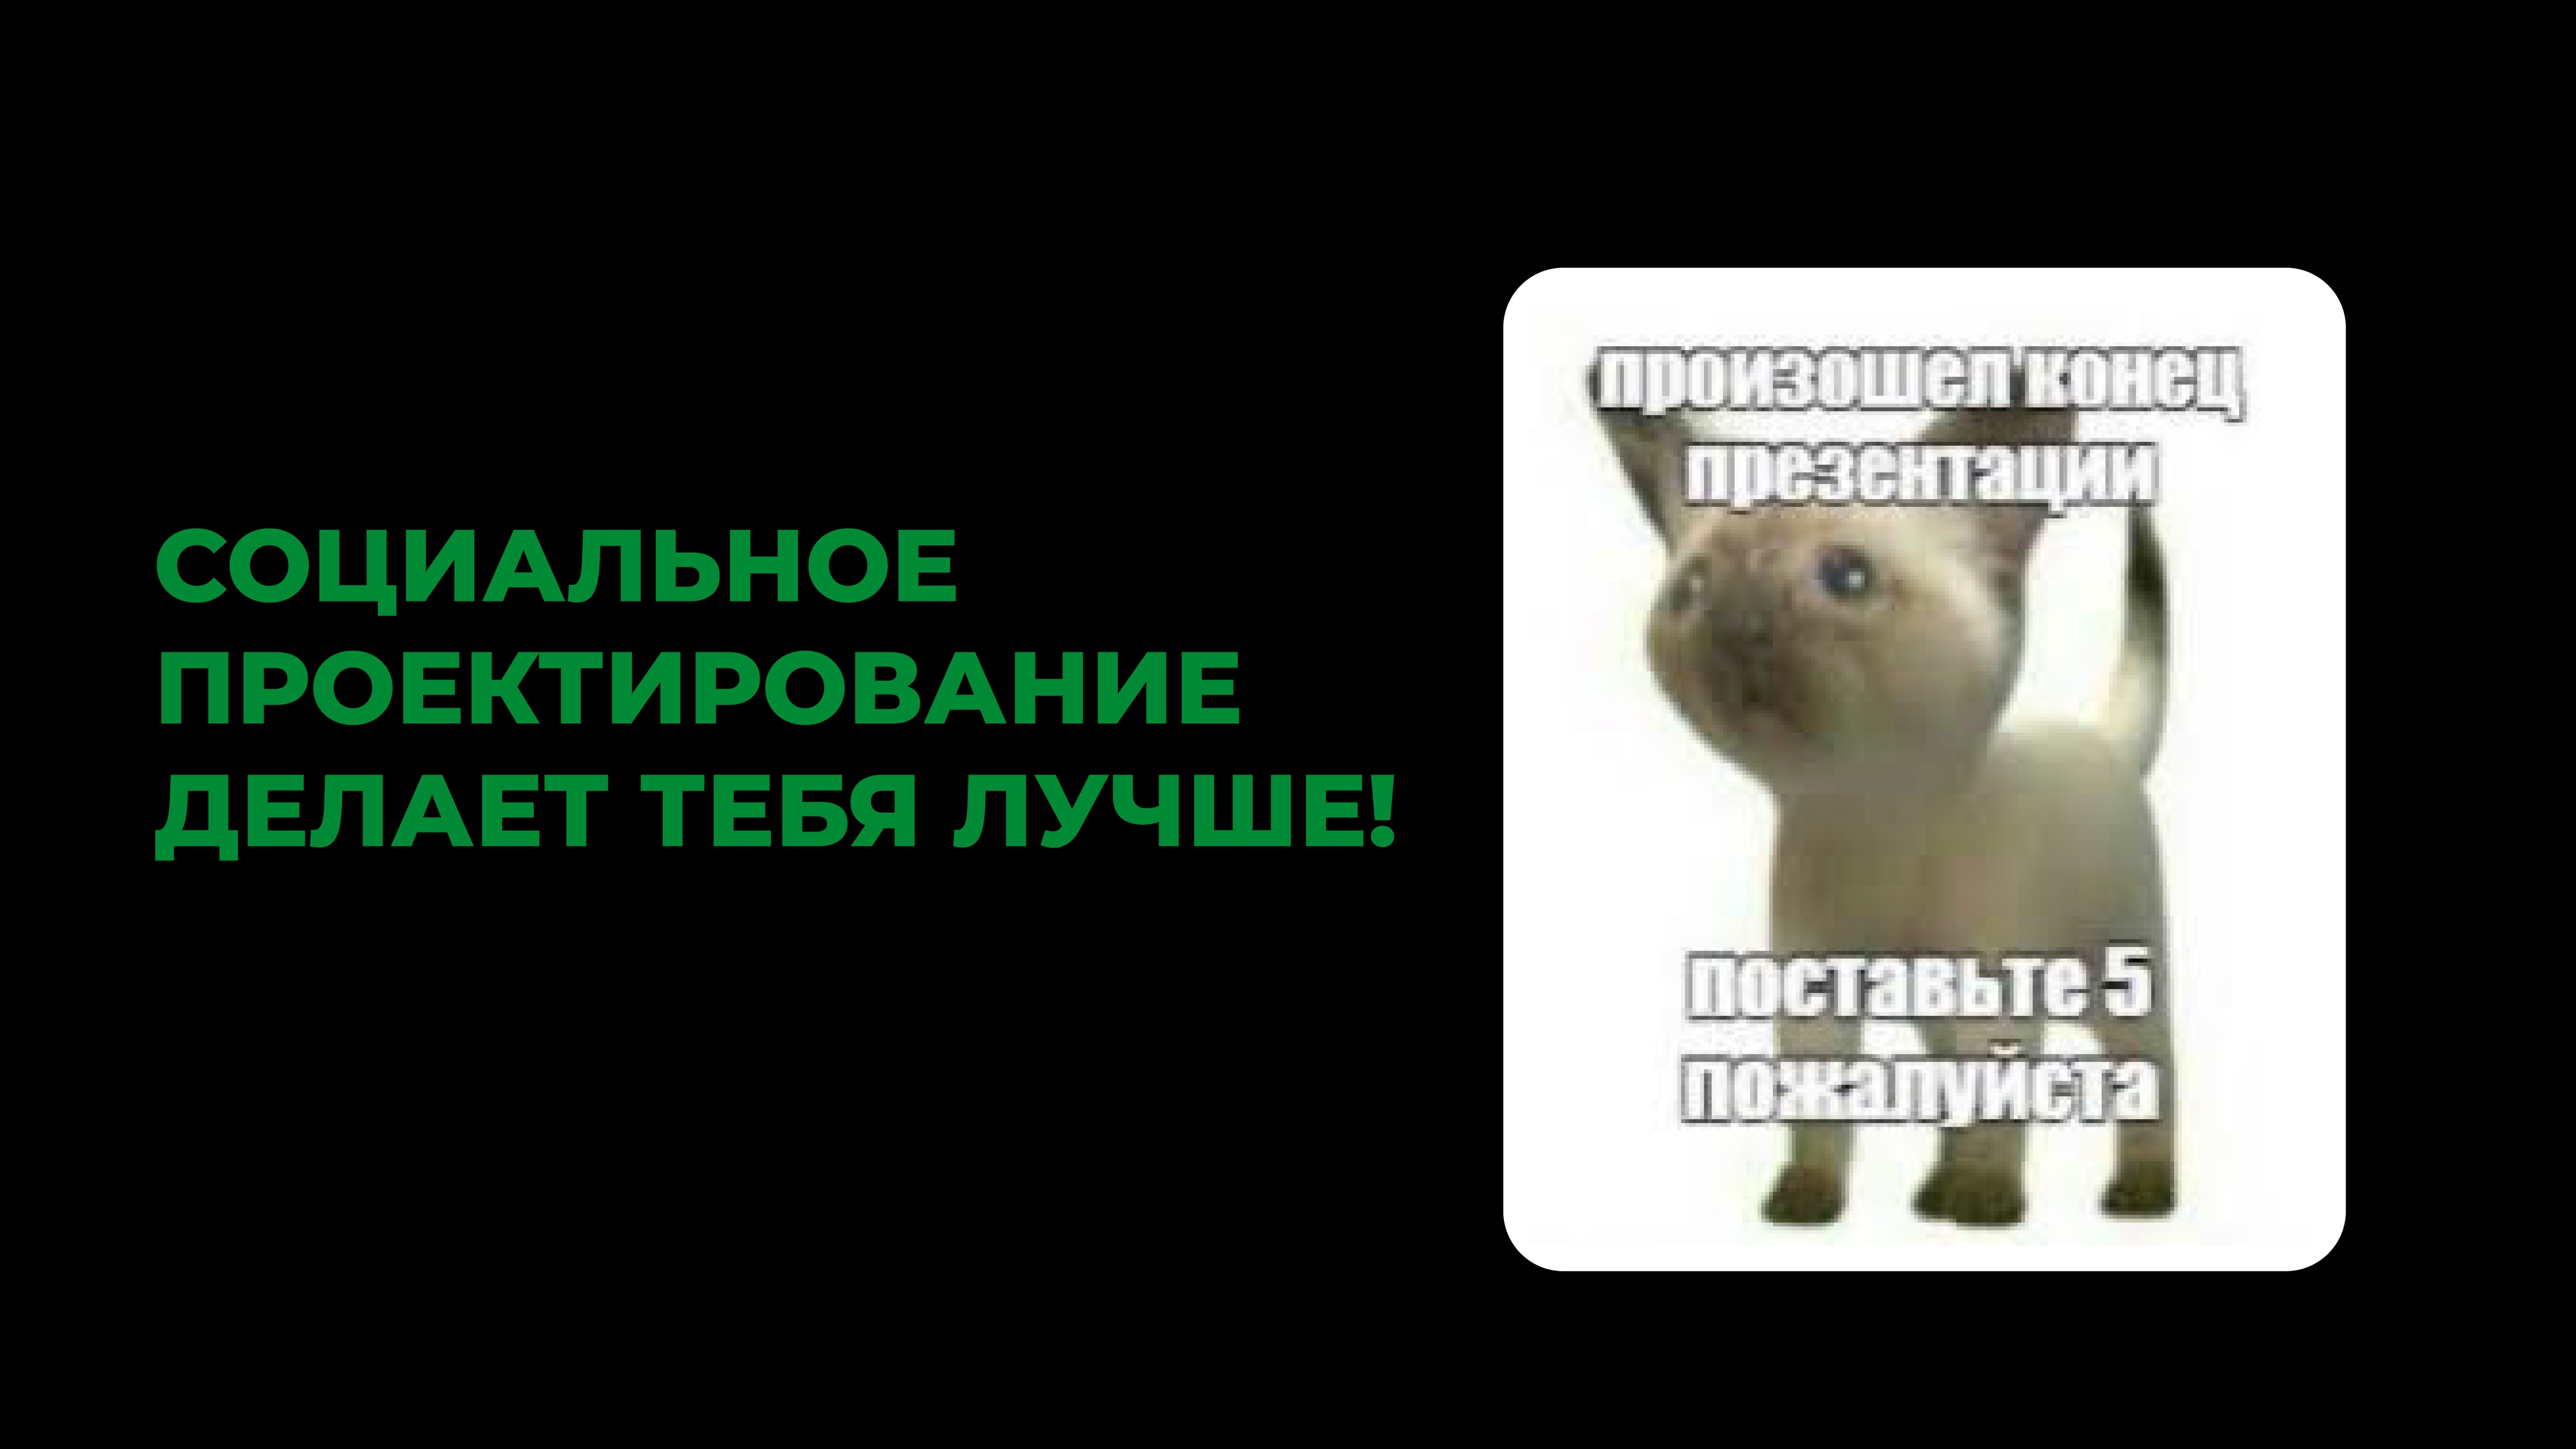 СОЦИАЛЬНОЕ
ПРОЕКТИРОВАНИЕ
ДЕЛАЕТ ТЕБЯ ЛУЧШЕ!
произошел конец
презентации
поставьте 5
пожалуйста